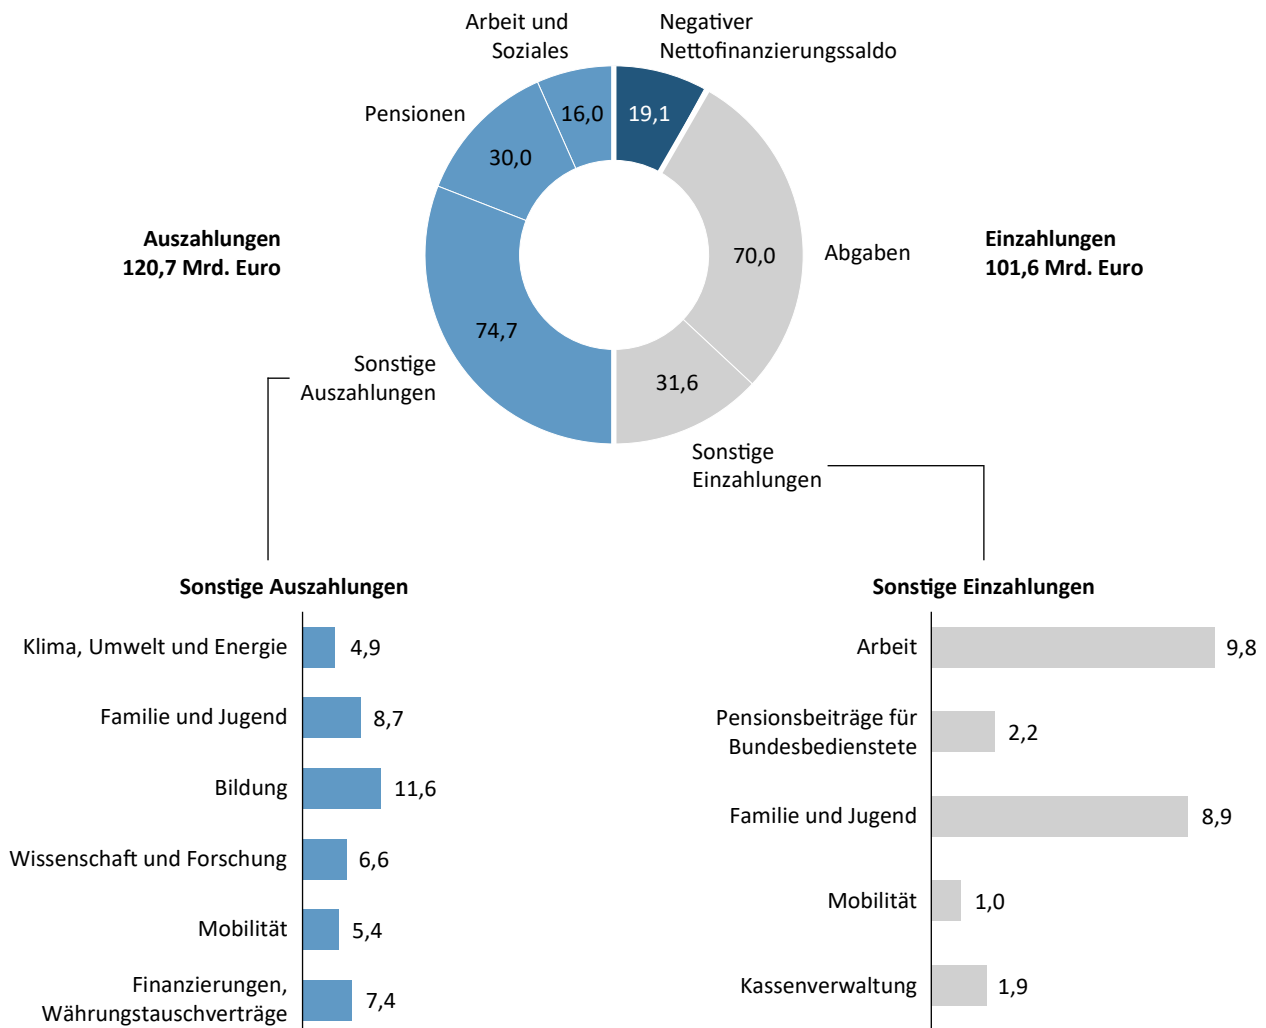 Arbeit und
Soziales
Negativer
Nettofinanzierungssaldo
16,0
19,1
Pensionen
30,0
Auszahlungen
120,7 Mrd. Euro
70,0
Abgaben
Einzahlungen
101,6 Mrd. Euro
74,7
Sonstige
Auszahlungen
31,6
Sonstige
Einzahlungen
Sonstige Auszahlungen
Klima, Umwelt und Energie
4,9
Familie und Jugend
8,7
Bildung
11,6
Wissenschaft und Forschung
6,6
Mobilität
5,4
Finanzierungen,
Währungstauschverträge
7,4
Sonstige Einzahlungen
Arbeit
9,8
Pensionsbeiträge für
Bundesbedienstete
2,2
Familie und Jugend
8,9
Mobilität
1,0
Kassenverwaltung
1,9